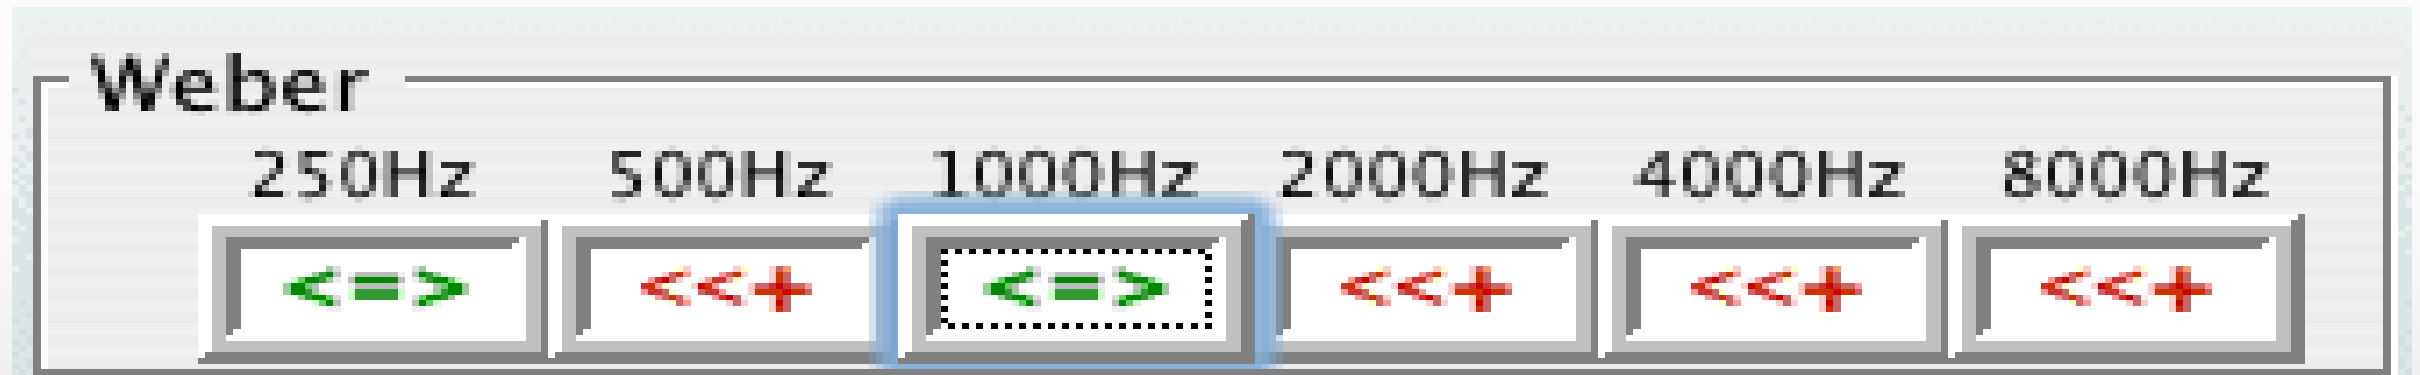 Weber
250Hz 500Hz 1000Hz 2000Hz 4000Hz 8000Hz
<=> <<+ <=> <<+ <<+ <<+